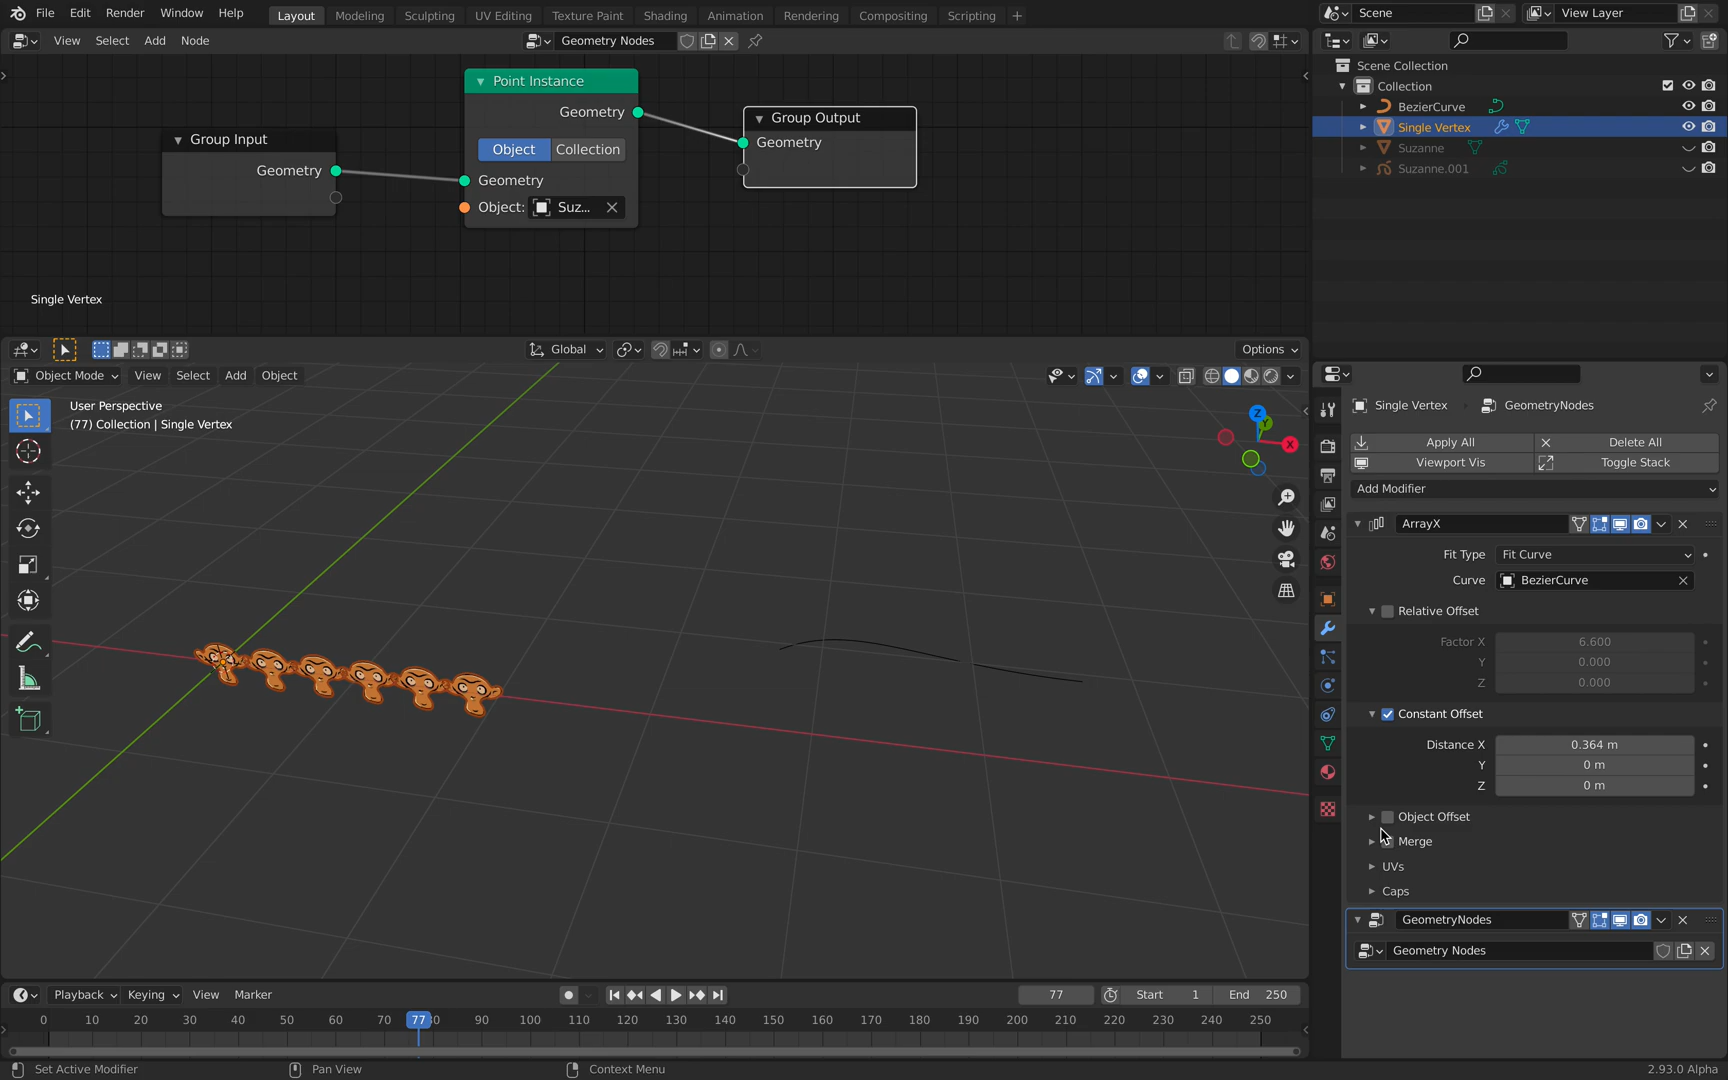 File Edit Render Window Help Layout Modeling Sculpting UV Editing Texture Paint Shading Animation Rendering Compositing Scripting + Scene View Layer
View Select Add Node Geometry Nodes
Point Instance
Geometry
Object Collection
Geometry
Object: Suz...
Group Input
Geometry
Group Output
Geometry
Single Vertex
Scene Collection
Collection
BezierCurve
Single Vertex
Suzanne
Suzanne.001
Global Options
Object Mode View Select Add Object
User Perspective
(77) Collection | Single Vertex
Z
Y
X
Single Vertex GeometryNodes
Apply All Delete All
Viewport Vis Toggle Stack
Add Modifier
ArrayX
Fit Type Fit Curve
Curve BezierCurve
Relative Offset
Factor X 6.600
Y 0.000
Z 0.000
Constant Offset
Distance X 0.364 m
Y 0 m
Z 0 m
Object Offset
Merge
UVs
Caps
GeometryNodes
Geometry Nodes
Playback Keying View Marker 77 Start 1 End 250
0 10 20 30 40 50 60 70 77 80 90 100 110 120 130 140 150 160 170 180 190 200 210 220 230 240 250
Set Active Modifier Pan View Context Menu 2.93.0 Alpha